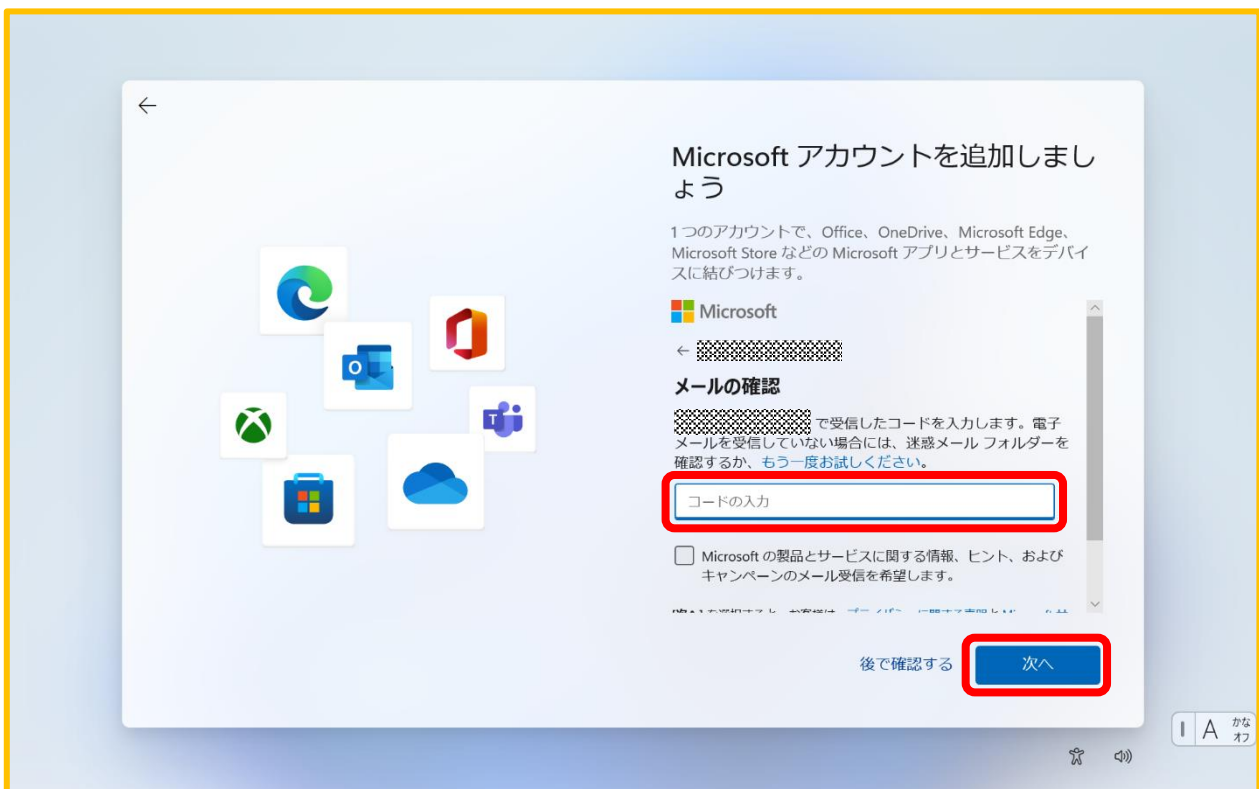 ←
Microsoft アカウントを追加しまし
ょう
1 つのアカウントで、Office、OneDrive、Microsoft Edge、
Microsoft Store などの Microsoft アプリとサービスをデバイ
スに結びつけます。
Microsoft
←
メールの確認
で受信したコードを入力します。電子
メールを受信していない場合には、迷惑メール フォルダーを
確認するか、もう一度お試しください。
コードの入力
Microsoft の製品とサービスに関する情報、ヒント、および
キャンペーンのメール受信を希望します。
後で確認する 次へ
A かな
オフ